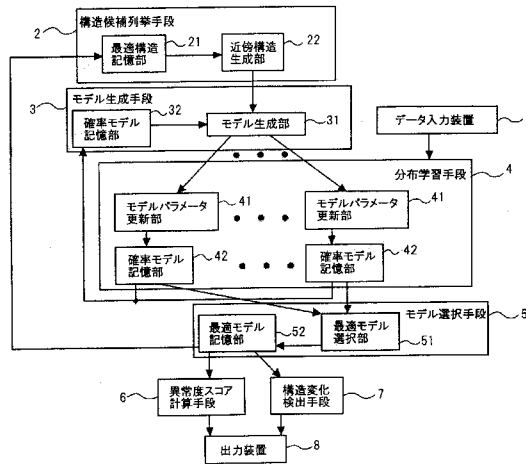 構造候補列挙手段
2
最適構造
記憶部
21
近傍構造
生成部
22
モデル生成手段
3
32
確率モデル
記憶部
モデル生成部
31
データ入力装置
分布学習手段
4
モデルパラメータ
更新部
41
モデルパラメータ
更新部
41
確率モデル
記憶部
42
確率モデル
記憶部
42
モデル選択手段
5
最適モデル
記憶部
52
最適モデル
選択部
51
6
異常度スコア
計算手段
構造変化
検出手段
7
出力装置
8